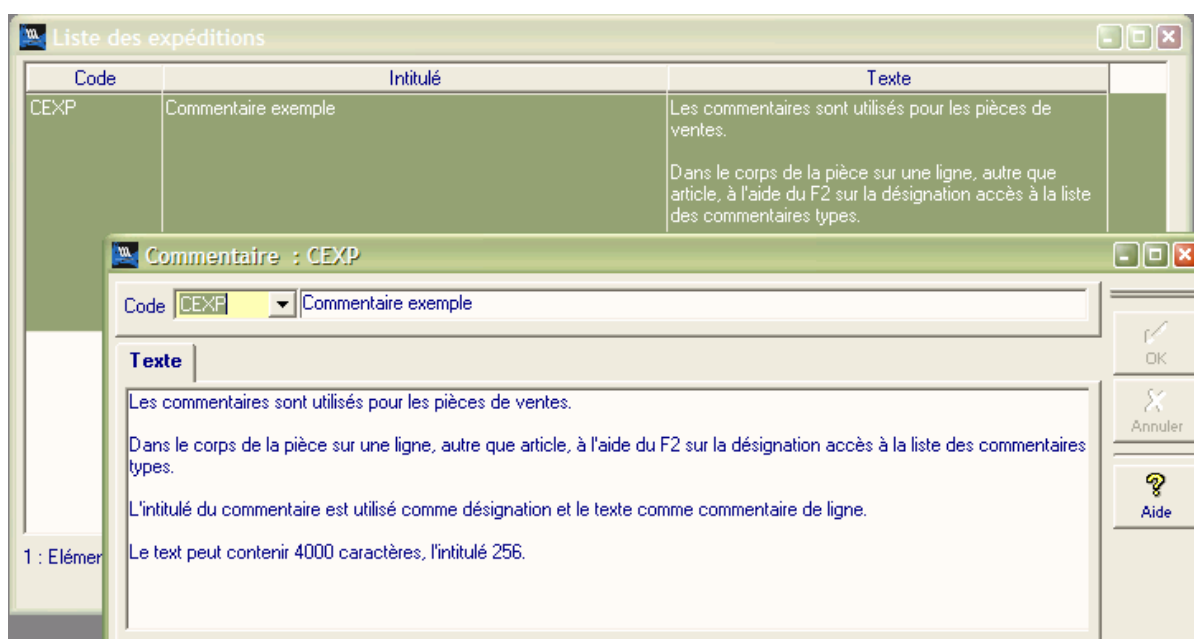 Liste des expéditions
Code Intitulé Texte
CEXP Commentaire exemple Les commentaires sont utilisés pour les pièces de
ventes.
Dans le corps de la pièce sur une ligne, autre que
article, à l'aide du F2 sur la désignation accès à la liste
des commentaires types.
Commentaire : CEXP
Code CEXP Commentaire exemple
OK
Texte
Les commentaires sont utilisés pour les pièces de ventes.
Annuler
Dans le corps de la pièce sur une ligne, autre que article, à l'aide du F2 sur la désignation accès à la liste des commentaires
types.
L'intitulé du commentaire est utilisé comme désignation et le texte comme commentaire de ligne.
Aide
Le text peut contenir 4000 caractères, l'intitulé 256.
1 : Elémer